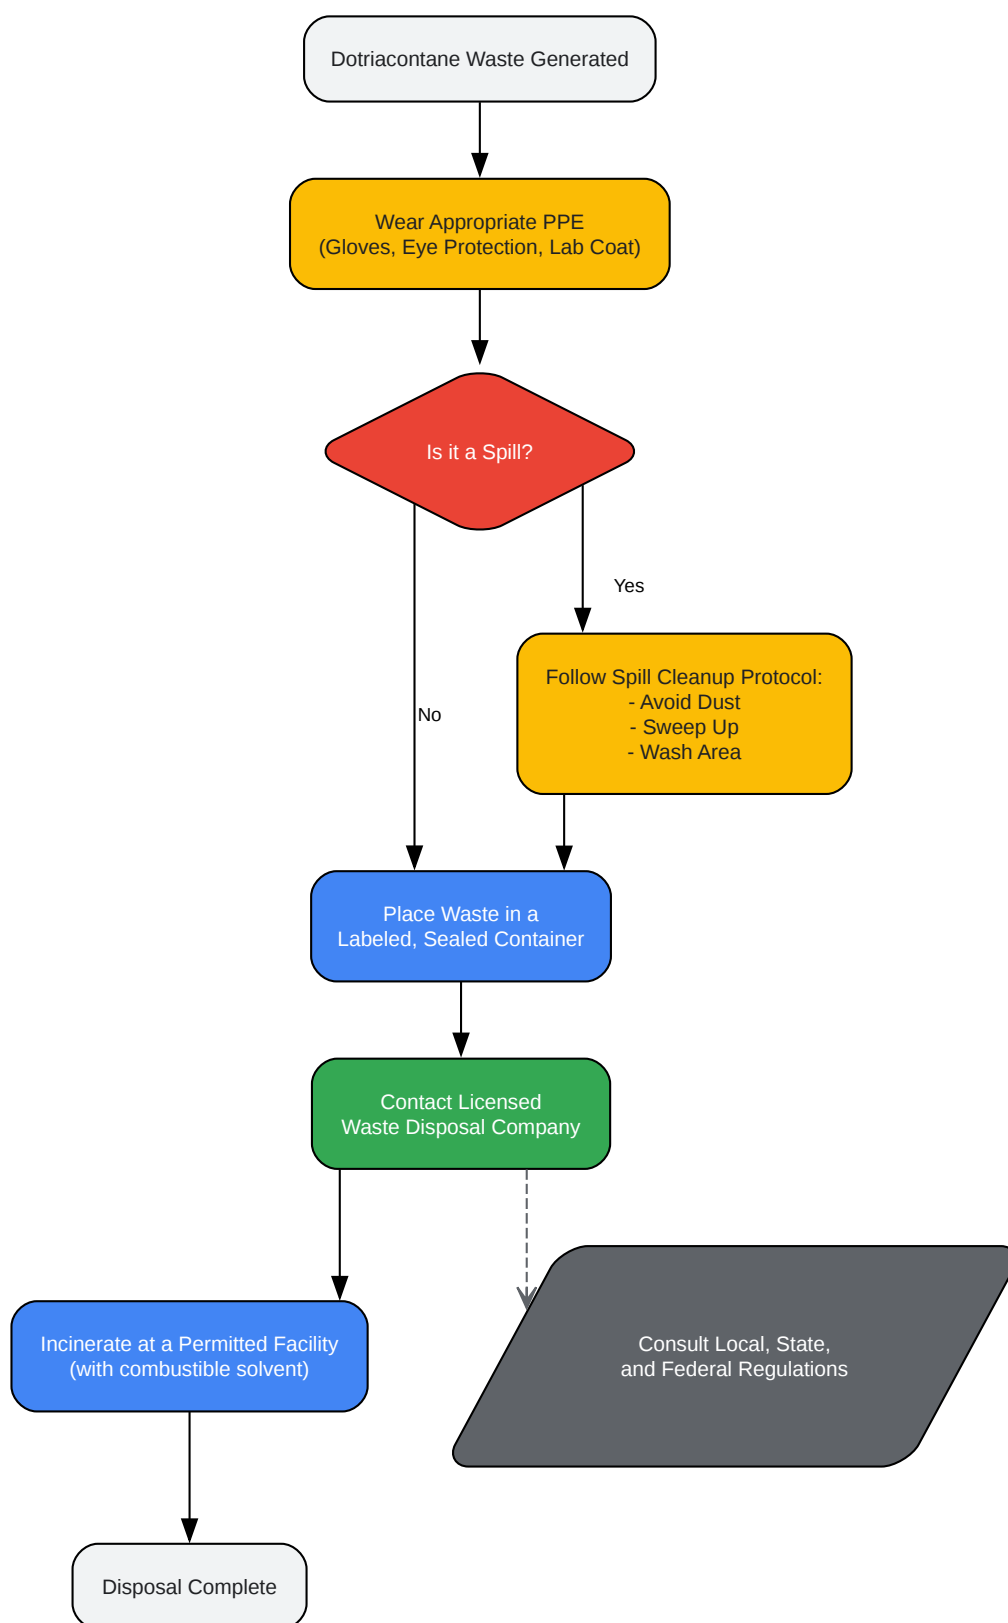 Dotriacontane Waste Generated
Wear Appropriate PPE
(Gloves, Eye Protection, Lab Coat)
Is it a Spill?
Yes
Follow Spill Cleanup Protocol:
- Avoid Dust
- Sweep Up
- Wash Area
No
Place Waste in a
Labeled, Sealed Container
Contact Licensed
Waste Disposal Company
Incinerate at a Permitted Facility
(with combustible solvent)
Consult Local, State,
and Federal Regulations
Disposal Complete